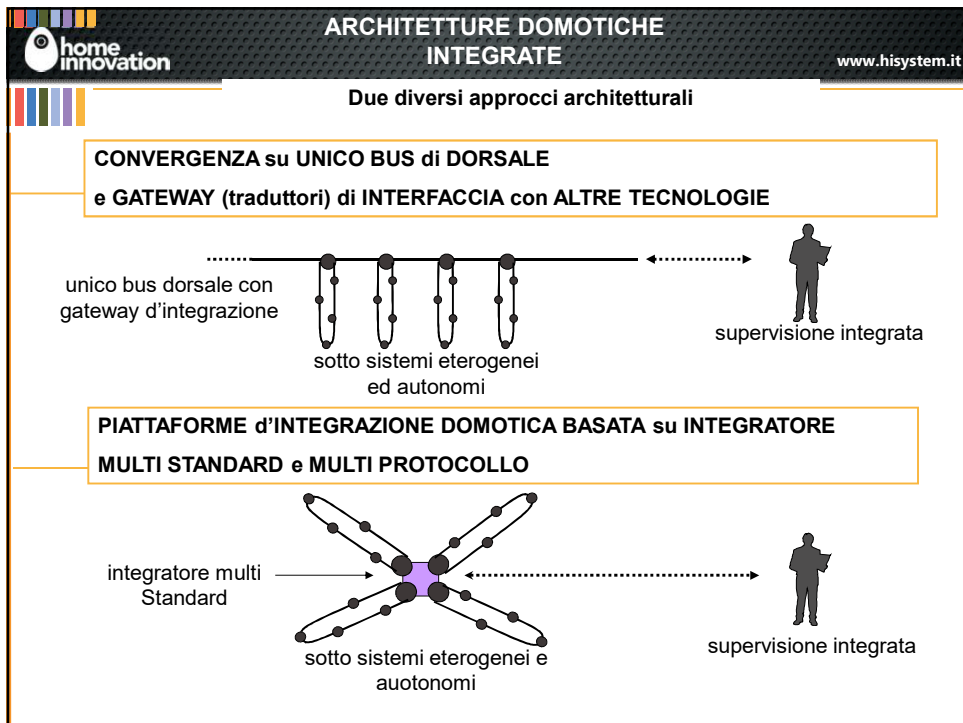 ARCHITETTURE DOMOTICHE
INTEGRATE
home
innovation
www.hisystem.it
Due diversi approcci architetturali
CONVERGENZA su UNICO BUS di DORSALE
e GATEWAY (traduttori) di INTERFACCIA con ALTRE TECNOLOGIE
unico bus dorsale con
gateway d'integrazione
sotto sistemi eterogenei
ed autonomi
supervisione integrata
PIATTAFORME d'INTEGRAZIONE DOMOTICA BASATA su INTEGRATORE
MULTI STANDARD e MULTI PROTOCOLLO
integratore multi
Standard
sotto sistemi eterogenei e
auotonomi
supervisione integrata